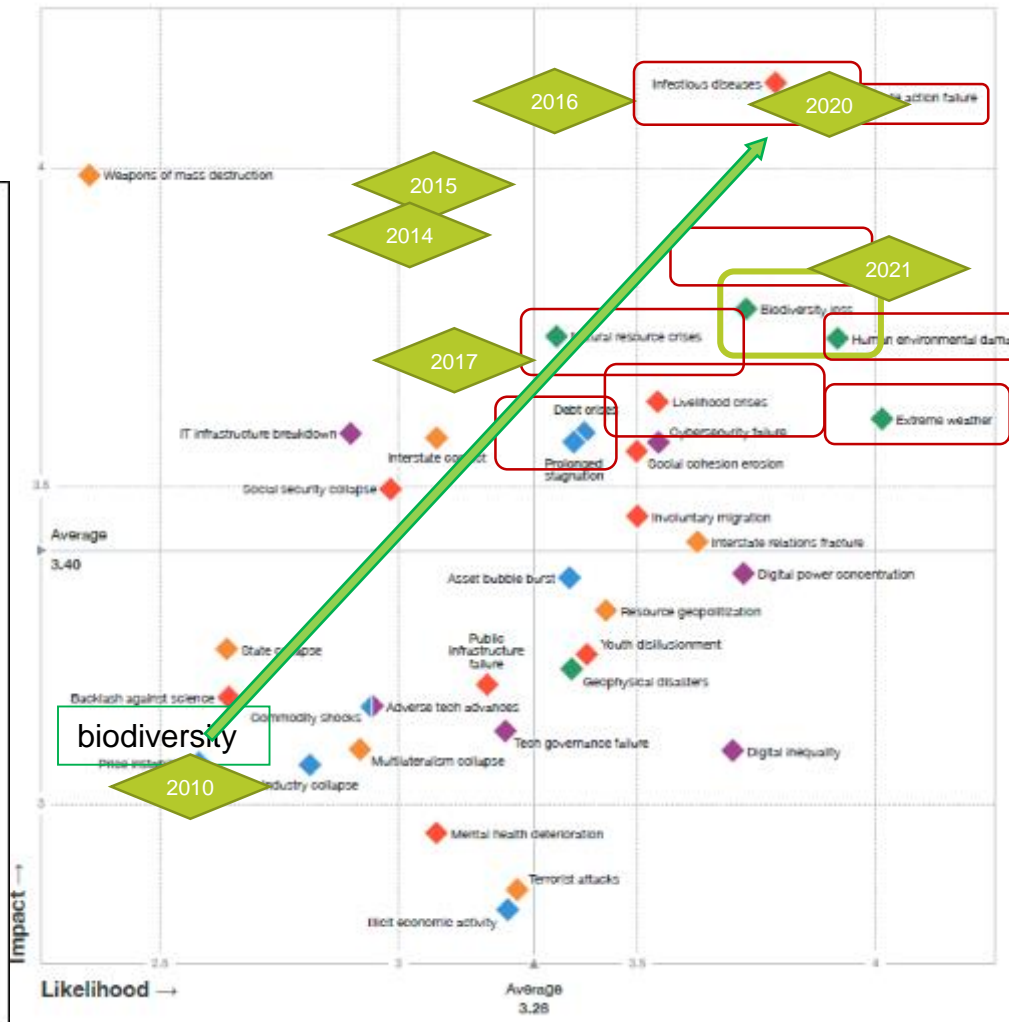 Infectious diseases
2016
2020
action failure
4
Weapons of mass destruction
2015
2014
2021
Biodiversity loss
Natural resource crises
Human environmental dama
2017
Livelihood crises
Debt crises
Extreme weather
IT infrastructure breakdown
Cybersecurity failure
Interstate conflict
Prolonged
stagnation
Social cohesion erosion
3.5
Social security collapse
Involuntary migration
Average
3.40
Interstate relations fracture
Asset bubble burst
Digital power concentration
Resource geopolitization
Public
infrastructure
failure
Youth disillusionment
State collapse
Geophysical disasters
Backlash against science
Commodity shocks
Adverse tech advances
biodiversity
Tech governance failure
Digital inequality
Price
Multilateralism collapse
2010
Industry collapse
3
Mental health deterioration
Terrorist attacks
Illicit economic activity
Impact →
2.5
3
3.5
4
Likelihood →
Average
3.26